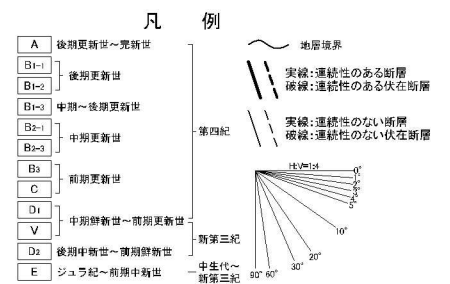 凡 例
A 後期更新世~完新世
B1-1
B1-2 後期更新世
B1-3 中期~後期更新世
B2-1
B2-3 中期更新世
B3
C 前期更新世
D1
V 中期鮮新世~前期更新世
D2 後期中新世~前期鮮新世
E ジュラ紀~前期中新世
第四紀
新第三紀
中生代~
新第三紀
地層境界
実線:連続性のある断層
破線:連続性のある伏在断層
実線:連続性のない断層
破線:連続性のない伏在断層
H:V=1:4
0°
1°
2°
3°
4°
5°
10°
20°
30°
60°
90°